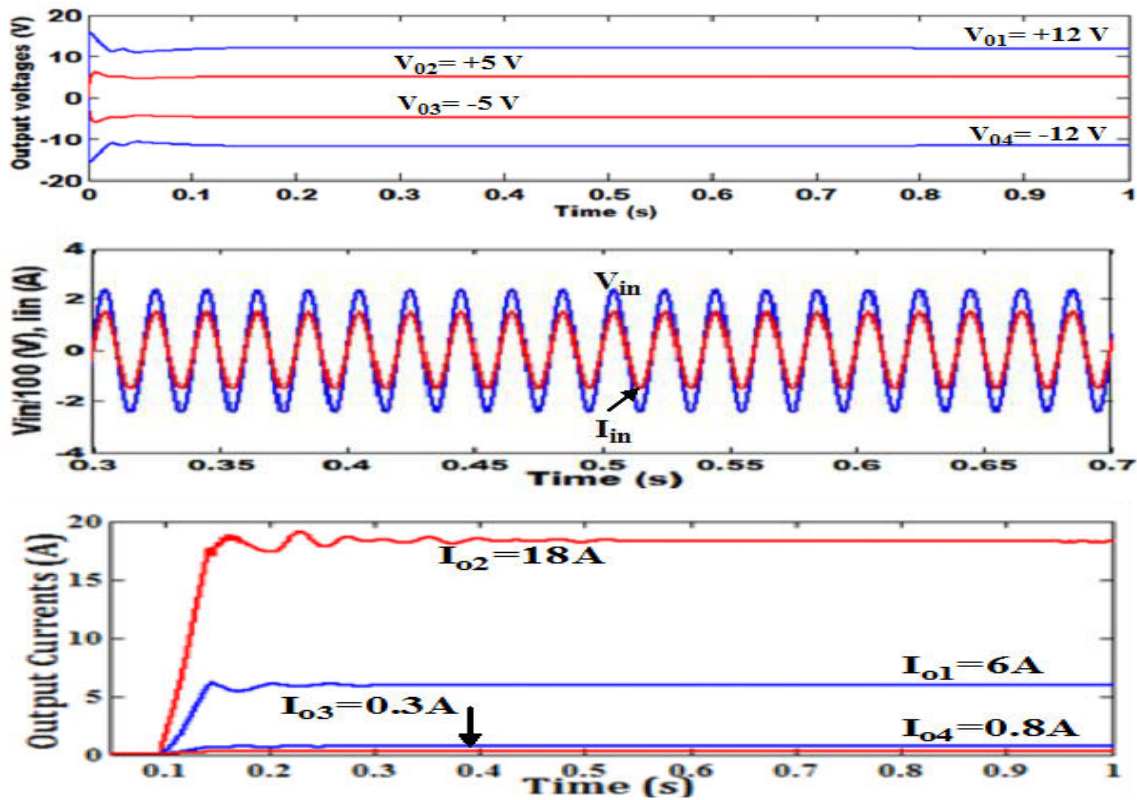 20
10
0
-10
-20
Output voltages (V)
V01= +12 V
V02= +5 V
V03= -5 V
V04= -12 V
0 0.1 0.2 0.3 0.4 0.5 0.6 0.7 0.8 0.9 1
Time (s)
4
2
0
-2
-4
Vin/100 (V), Iin (A)
Vin
Iin
0.3 0.35 0.4 0.45 0.5 0.55 0.6 0.65 0.7
Time (s)
20
15
10
5
0
Output Currents (A)
Io2=18A
Io1=6A
Io3=0.3A
Io4=0.8A
0.1 0.2 0.3 0.4 0.5 0.6 0.7 0.8 0.9 1
Time (s)